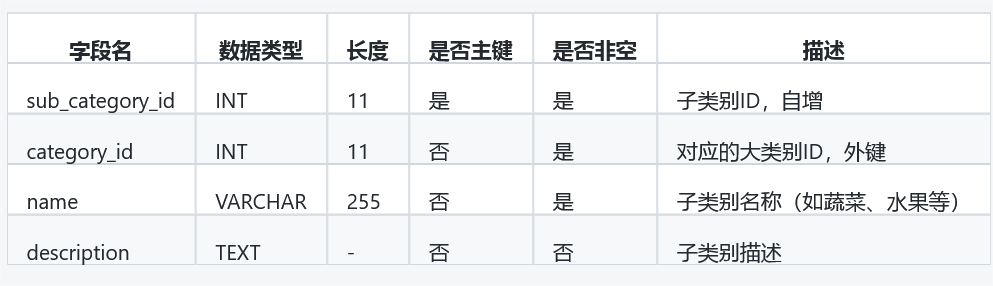 字段名 数据类型 长度 是否主键 是否非空 描述
sub_category_id INT 11 是 是 子类别ID，自增
category_id INT 11 否 是 对应的大类别ID，外键
name VARCHAR 255 否 是 子类别名称（如蔬菜、水果等）
description TEXT - 否 否 子类别描述